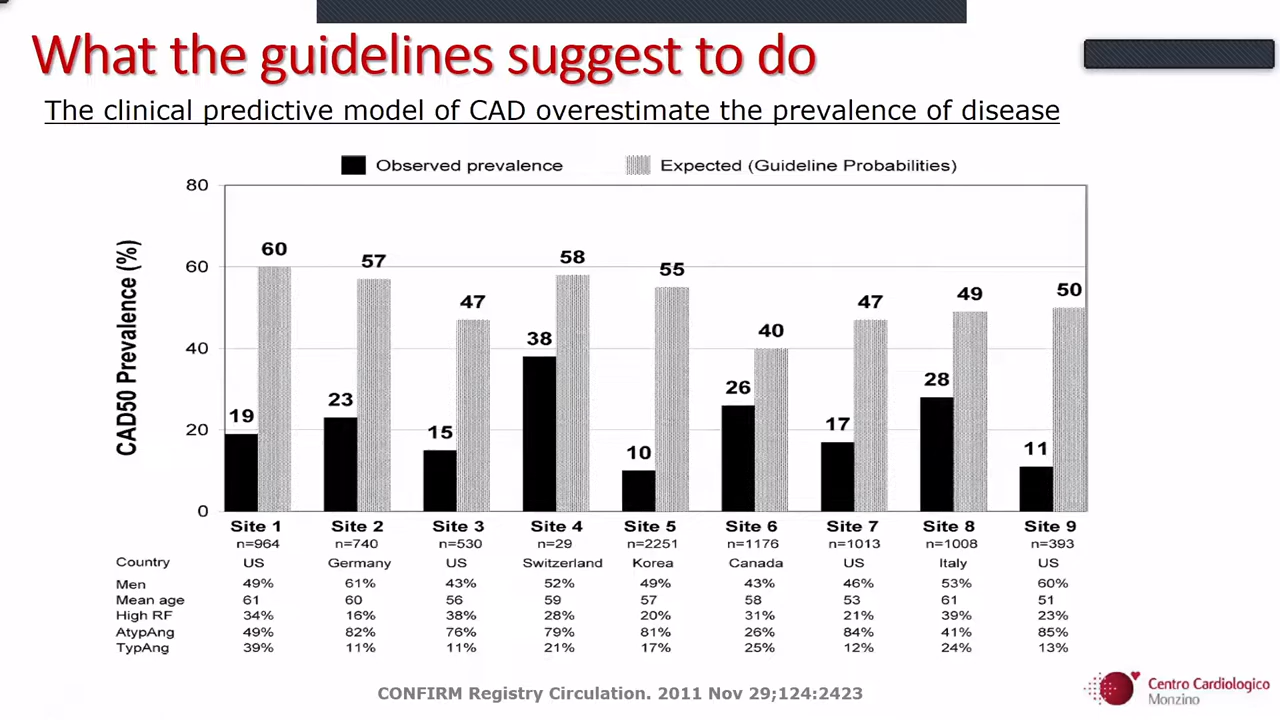 What the guidelines suggest to do
The clinical predictive model of CAD overestimate the prevalence of disease
Observed prevalence Expected (Guideline Probabilities)
CAD50 Prevalence (%)
80
60
40
20
0
19 60 23 57 15 47 38 58 10 55 26 40 17 47 28 49 11 50
Site 1 Site 2 Site 3 Site 4 Site 5 Site 6 Site 7 Site 8 Site 9
n=964 n=740 n=530 n=29 n=2251 n=1176 n=1013 n=1008 n=393
Country US Germany US Switzerland Korea Canada US Italy US
Men 49% 61% 43% 52% 49% 43% 46% 53% 60%
Mean age 61 60 56 59 57 58 53 61 51
High RF 34% 16% 38% 28% 20% 31% 21% 39% 23%
AtypAng 49% 82% 76% 79% 81% 26% 84% 41% 85%
TypAng 39% 11% 11% 21% 17% 25% 12% 24% 13%
CONFIRM Registry Circulation. 2011 Nov 29;124:2423
Centro Cardiologico
Monzino